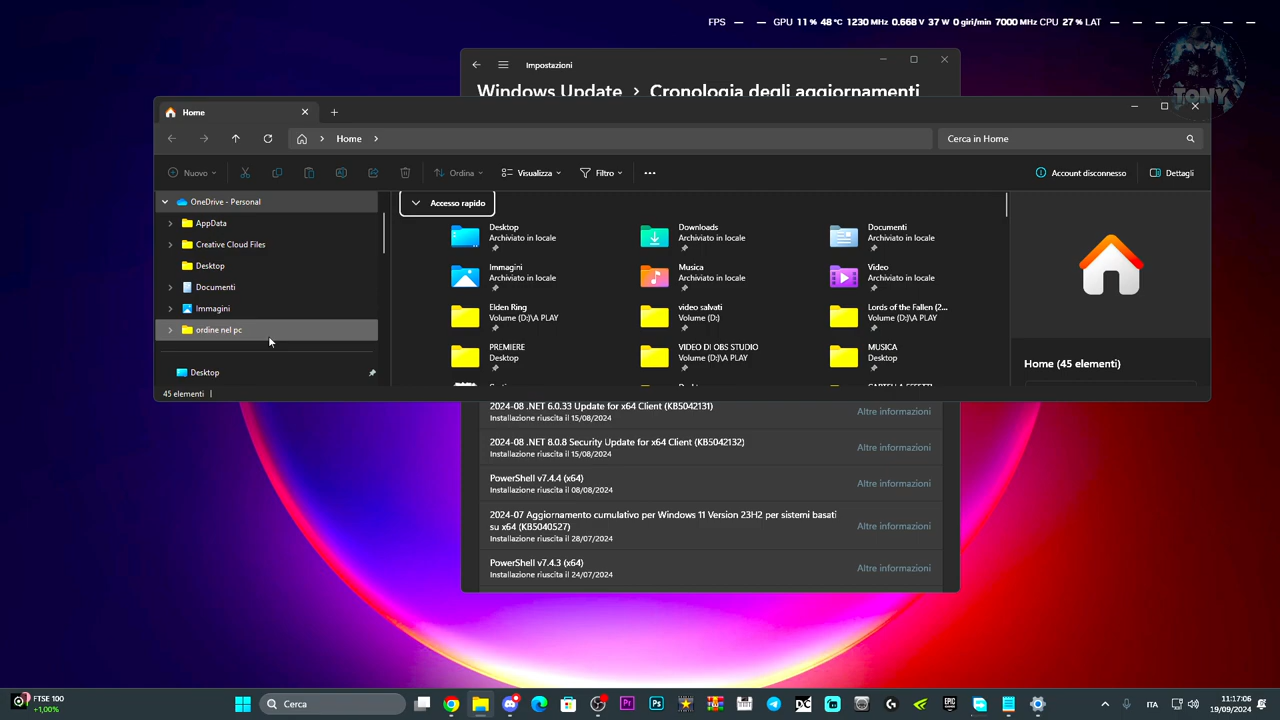 FPS — — GPU 11 % 48 °C 1230 MHz 0.668 V 37 W 0 giri/min 7000 MHz CPU 27 % LAT — — — — — — — —
TONY
Impostazioni
Windows Update > Cronologia degli aggiornamenti
Home
Home >
Cerca in Home
Nuovo
Ordina
Visualizza
Filtro
Account disconnesso
Dettagli
OneDrive - Personal
AppData
Creative Cloud Files
Desktop
Documenti
Immagini
ordine nel pc
Desktop
45 elementi
Accesso rapido
Desktop
Archiviato in locale
Downloads
Archiviato in locale
Documenti
Archiviato in locale
Immagini
Archiviato in locale
Musica
Archiviato in locale
Video
Archiviato in locale
Elden Ring
Volume (D:)\A PLAY
video salvati
Volume (D:)
Lords of the Fallen (2...
Volume (D:)\A PLAY
PREMIERE
Desktop
VIDEO DI OBS STUDIO
Volume (D:)\A PLAY
MUSICA
Desktop
Home (45 elementi)
2024-08 .NET 6.0.33 Update for x64 Client (KB5042131)
Installazione riuscita il 15/08/2024
Altre informazioni
2024-08 .NET 8.0.8 Security Update for x64 Client (KB5042132)
Installazione riuscita il 15/08/2024
Altre informazioni
PowerShell v7.4.4 (x64)
Installazione riuscita il 08/08/2024
Altre informazioni
2024-07 Aggiornamento cumulativo per Windows 11 Version 23H2 per sistemi basati
su x64 (KB5040527)
Installazione riuscita il 28/07/2024
Altre informazioni
PowerShell v7.4.3 (x64)
Installazione riuscita il 24/07/2024
Altre informazioni
FTSE 100
+1,00%
Cerca
ITA
11:17:06
19/09/2024